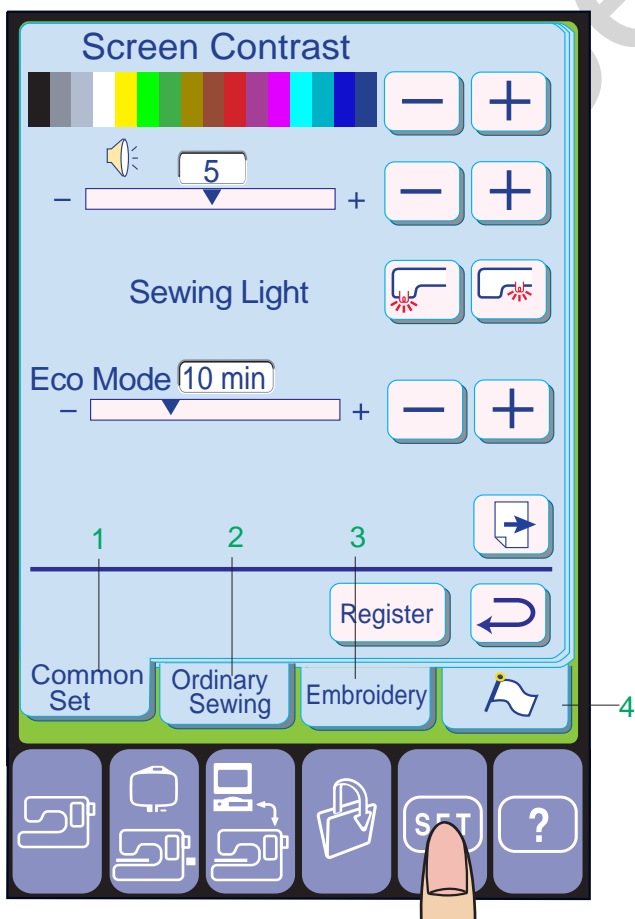 Screen Contrast
− +
5
− +
− +
Sewing Light
Eco Mode 10 min
− +
− +
1 2 3
Register
Common Set
Ordinary Sewing
Embroidery
4
SET
?